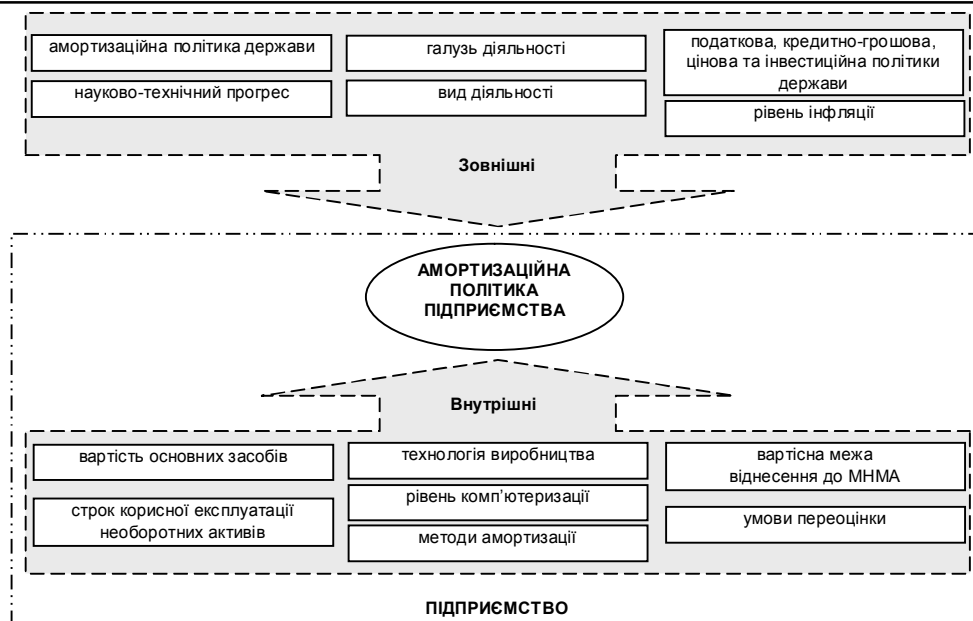 амортизаційна політика держави
науково-технічний прогрес
галузь діяльності
вид діяльності
податкова, кредитно-грошова,
цінова та інвестиційна політики
держави
рівень інфляції
Зовнішні
АМОРТИЗАЦІЙНА
ПОЛІТИКА
ПІДПРИЄМСТВА
Внутрішні
вартість основних засобів
строк корисної експлуатації
необоротних активів
технологія виробництва
рівень комп’ютеризації
методи амортизації
вартісна межа
віднесення до МНМА
умови переоцінки
ПІДПРИЄМСТВО